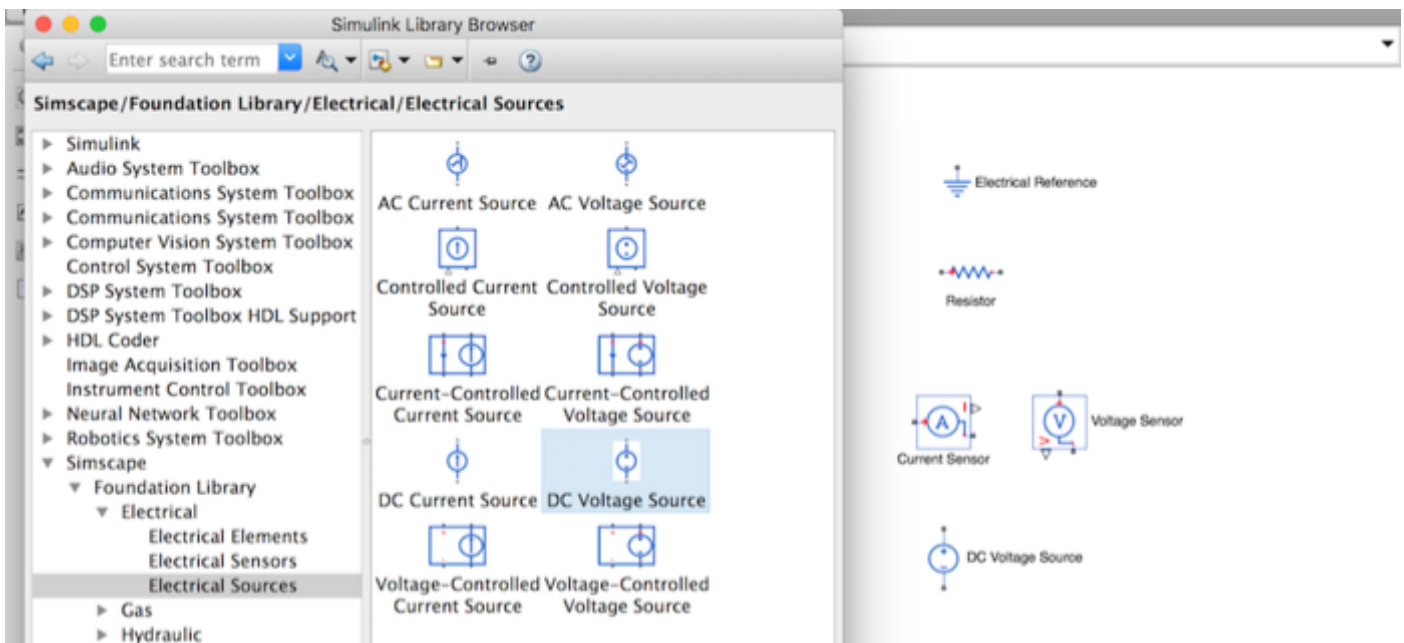 Simulink Library Browser
Enter search term
Simscape/Foundation Library/Electrical/Electrical Sources
Simulink
Audio System Toolbox
Communications System Toolbox
Communications System Toolbox
Computer Vision System Toolbox
Control System Toolbox
DSP System Toolbox
DSP System Toolbox HDL Support
HDL Coder
Image Acquisition Toolbox
Instrument Control Toolbox
Neural Network Toolbox
Robotics System Toolbox
Simscape
Foundation Library
Electrical
Electrical Elements
Electrical Sensors
Electrical Sources
Gas
Hydraulic
AC Current Source
AC Voltage Source
Controlled Current
Source
Controlled Voltage
Source
Current-Controlled
Current Source
Current-Controlled
Voltage Source
DC Current Source
DC Voltage Source
Voltage-Controlled
Current Source
Voltage-Controlled
Voltage Source
Electrical Reference
Resistor
A
I
Current Sensor
V
V
Voltage Sensor
DC Voltage Source